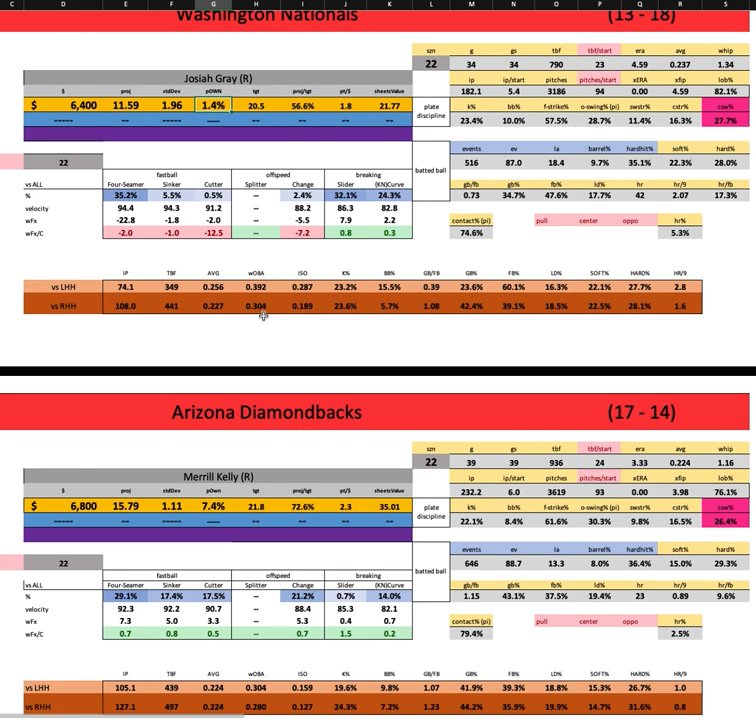 C D E F G H I J K L M N O P Q R S
Washington Nationals (13 - 18)
szn g gs tbf tbf/start era avg whip
22 34 34 790 23 4.59 0.237 1.34
Josiah Gray (R) ip ip/start pitches pitches/start xERA xfip lob%
$ proj stdDev pOWN tgt proj/tgt pt/$ sheetsValue 182.1 5.4 3186 94 0.00 4.59 82.1%
$ 6,400 11.59 1.96 1.4% 20.5 56.6% 1.8 21.77 plate discipline k% bb% f-strike% o-swing% (pi) swstr% cstr% csw%
----- -- -- ---- -- -- -- -- 23.4% 10.0% 57.5% 28.7% 11.4% 16.3% 27.7%
events ev la barrel% hardhit% soft% hard%
22 516 87.0 18.4 9.7% 35.1% 22.3% 28.0%
fastball offspeed breaking batted ball
vs ALL Four-Seamer Sinker Cutter Splitter Change Slider (KN)Curve gb/fb gb% fb% ld% hr hr/9 hr/fb
% 35.2% 5.5% 0.5% -- 2.4% 32.1% 24.3% 0.73 34.7% 47.6% 17.7% 42 2.07 17.3%
velocity 94.4 94.3 91.2 -- 88.2 86.3 82.8
wFx -22.8 -1.8 -2.0 -- -5.5 7.9 2.2 contact% (pi) pull center oppo hr%
wFx/C -2.0 -1.0 -12.5 -- -7.2 0.8 0.3 74.6% 5.3%
IP TBF AVG wOBA ISO K% BB% GB/FB GB% FB% LD% SOFT% HARD% HR/9
vs LHH 74.1 349 0.256 0.392 0.287 23.2% 15.5% 0.39 23.6% 60.1% 16.3% 22.1% 27.7% 2.8
vs RHH 108.0 441 0.227 0.304 0.189 23.6% 5.7% 1.08 42.4% 39.1% 18.5% 22.5% 28.1% 1.6
Arizona Diamondbacks (17 - 14)
szn g gs tbf tbf/start era avg whip
22 39 39 936 24 3.33 0.224 1.16
Merrill Kelly (R) ip ip/start pitches pitches/start xERA xfip lob%
$ proj stdDev pOwn tgt proj/tgt pt/$ sheetsValue 232.2 6.0 3619 93 0.00 3.98 76.1%
$ 6,800 15.79 1.11 7.4% 21.8 72.6% 2.3 35.01 plate discipline k% bb% f-strike% o-swing% (pi) swstr% cstr% csw%
----- -- -- ---- -- -- -- -- 22.1% 8.4% 61.6% 30.3% 9.8% 16.5% 26.4%
events ev la barrel% hardhit% soft% hard%
22 646 88.7 13.3 8.0% 36.4% 15.0% 29.3%
fastball offspeed breaking batted ball
vs ALL Four-Seamer Sinker Cutter Splitter Change Slider (KN)Curve gb/fb gb% fb% ld% hr hr/9 hr/fb
% 29.1% 17.4% 17.5% -- 21.2% 0.7% 14.0% 1.15 43.1% 37.5% 19.4% 23 0.89 9.6%
velocity 92.3 92.2 90.7 -- 88.4 85.3 82.1
wFx 7.3 5.0 3.3 -- 5.3 0.4 0.7 contact% (pi) pull center oppo hr%
wFx/C 0.7 0.8 0.5 -- 0.7 1.5 0.2 79.4% 2.5%
IP TBF AVG wOBA ISO K% BB% GB/FB GB% FB% LD% SOFT% HARD% HR/9
vs LHH 105.1 439 0.224 0.304 0.159 19.6% 9.8% 1.07 41.9% 39.3% 18.8% 15.3% 26.7% 1.0
vs RHH 127.1 497 0.224 0.280 0.127 24.3% 7.2% 1.23 44.2% 35.9% 19.9% 14.7% 31.6% 0.8